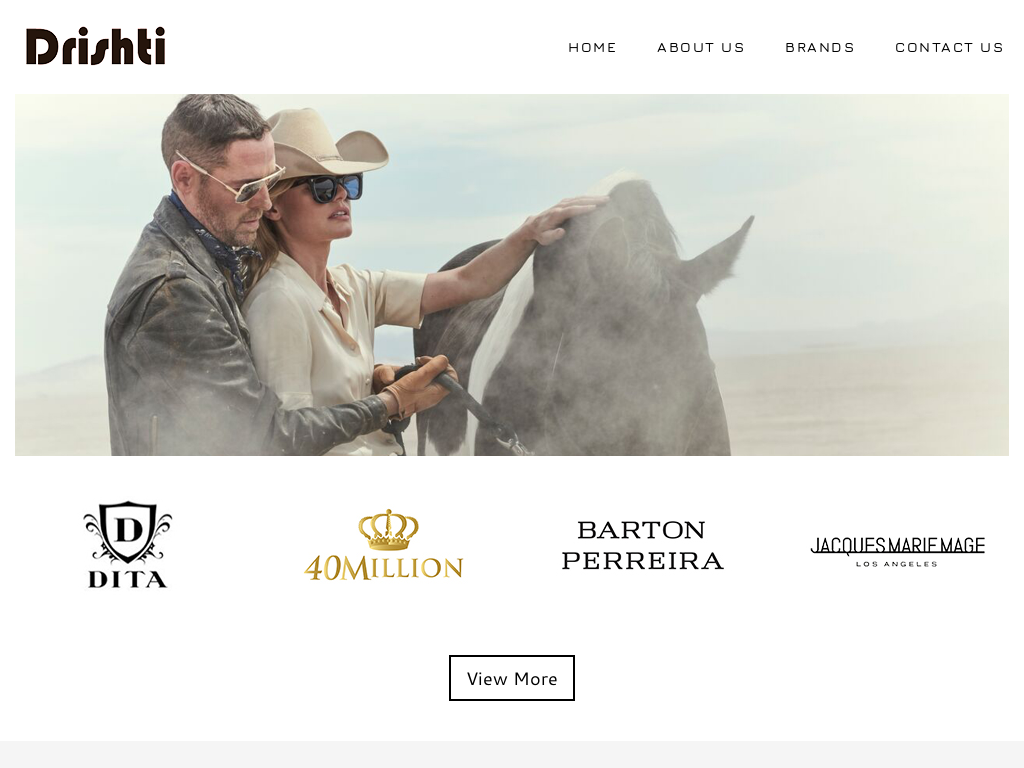 Drishti
HOME ABOUT US BRANDS CONTACT US
D
DITA
40MILLION
BARTON
PERREIRA
JACQUES MARIE MAGE
LOS ANGELES
View More